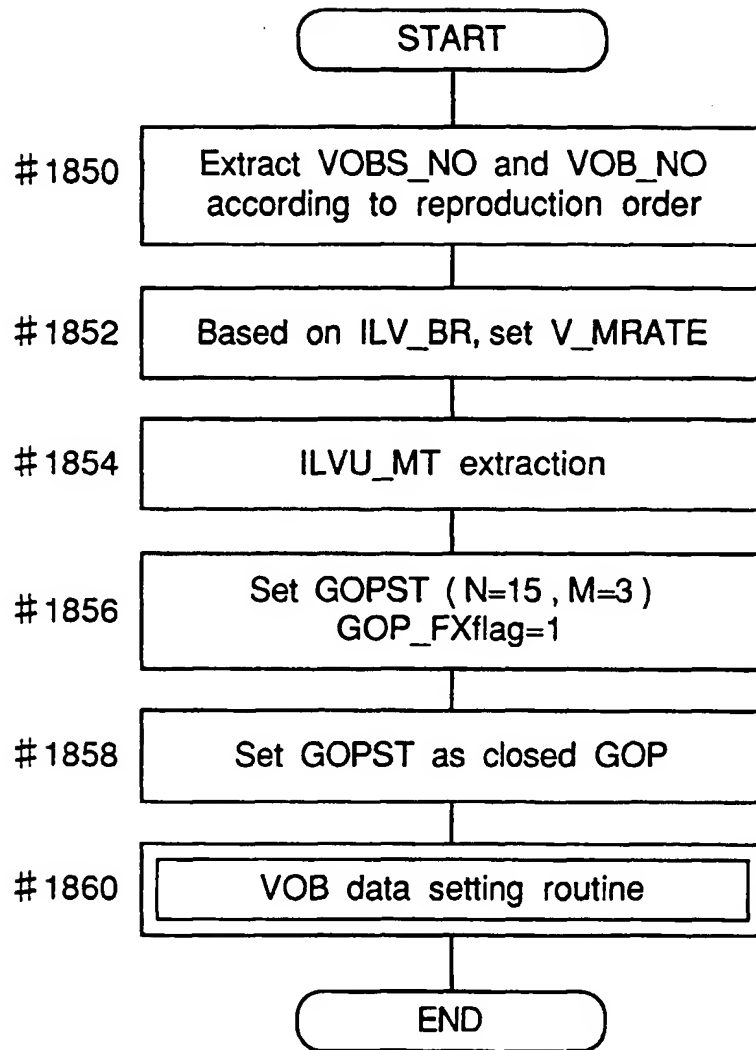 START
#1850
Extract VOBS_NO and VOB_NO
according to reproduction order
#1852
Based on ILV_BR, set V_MRATE
#1854
ILVU_MT extraction
#1856
Set GOPST ( N=15 , M=3 )
GOP_FXflag=1
#1858
Set GOPST as closed GOP
#1860
VOB data setting routine
END